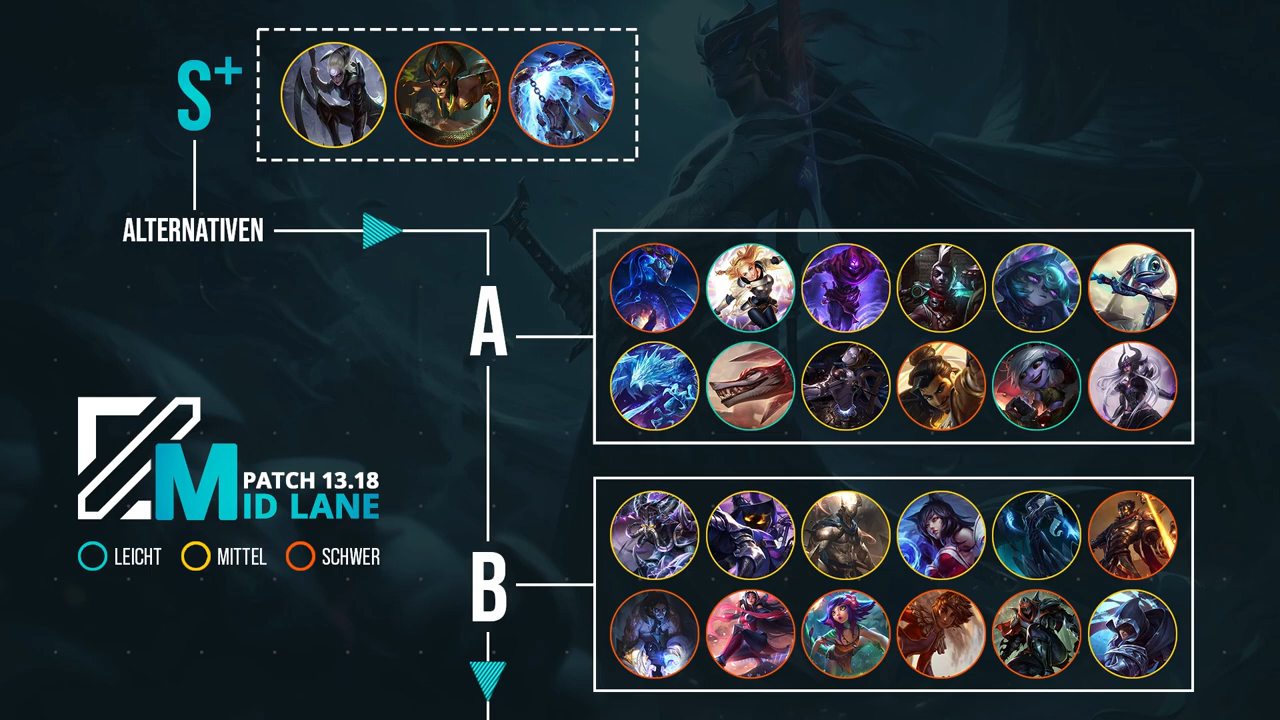 S+
ALTERNATIVEN
A
PATCH 13.18
MID LANE
LEICHT MITTEL SCHWER
B